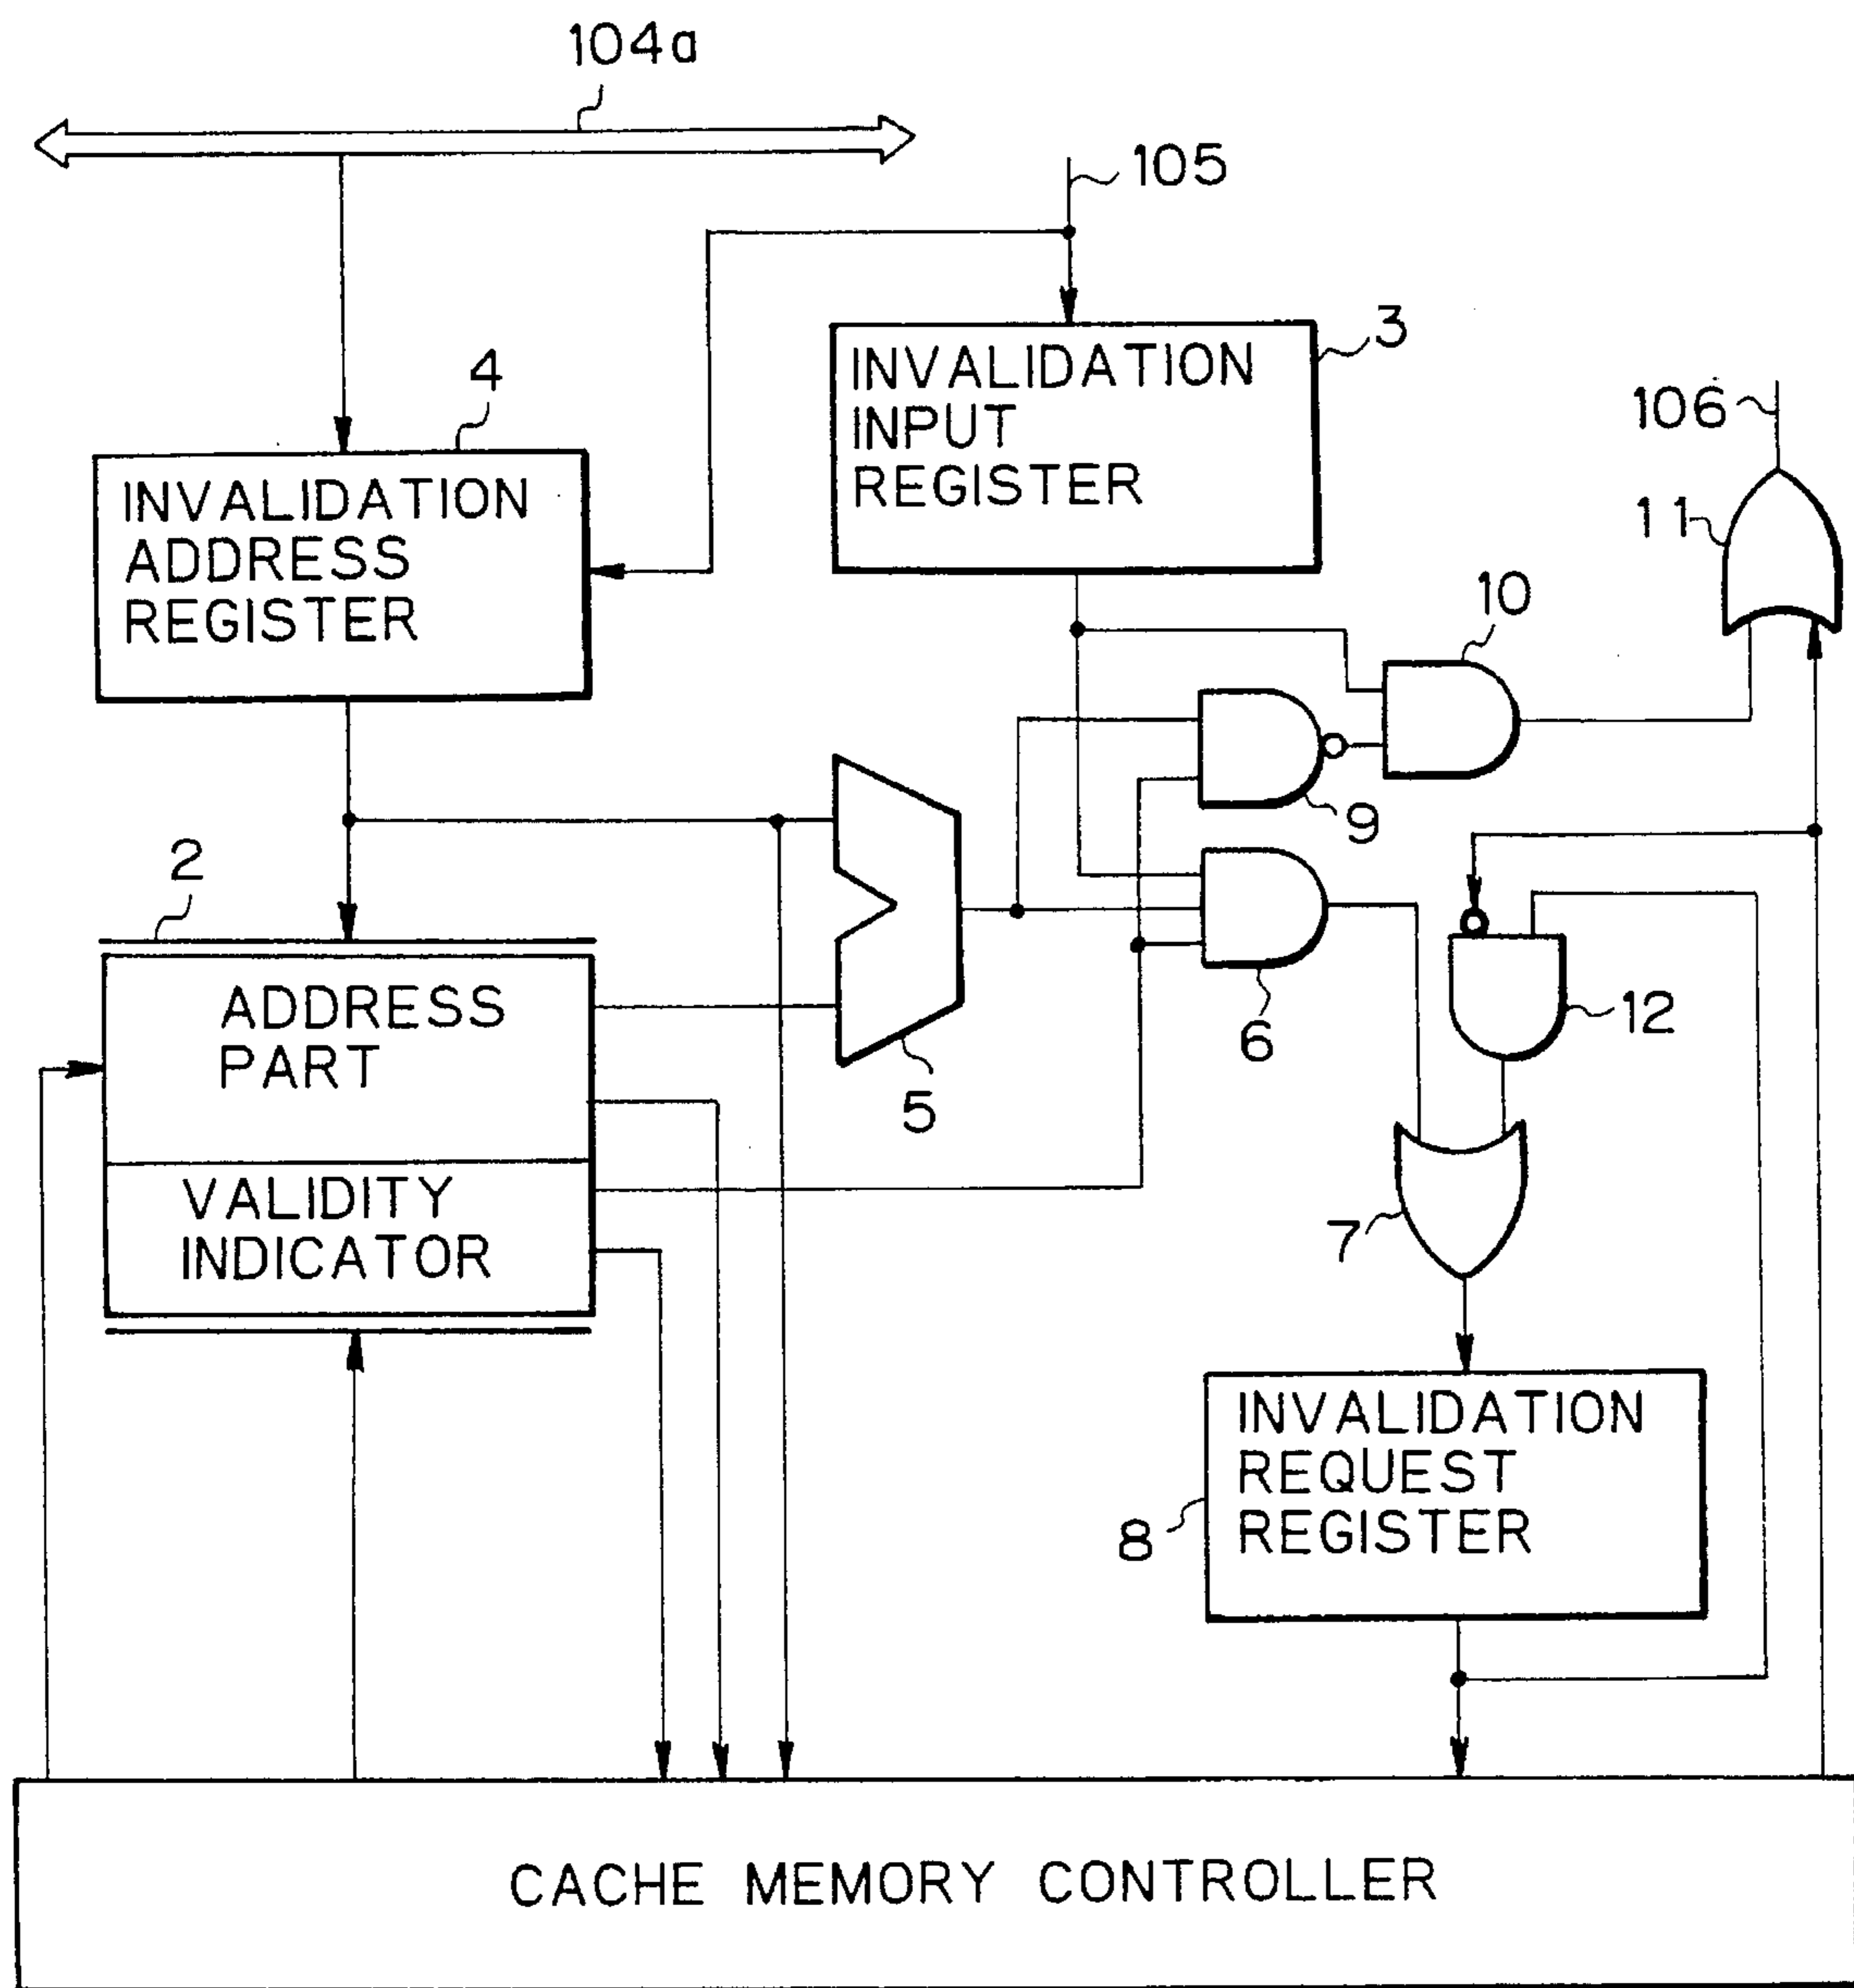 104a
105
3
INVALIDATION
INPUT
REGISTER
4
106
INVALIDATION
ADDRESS
REGISTER
11
10
9
2
ADDRESS
PART
6
12
5
VALIDITY
INDICATOR
7
INVALIDATION
REQUEST
REGISTER
8
CACHE MEMORY CONTROLLER